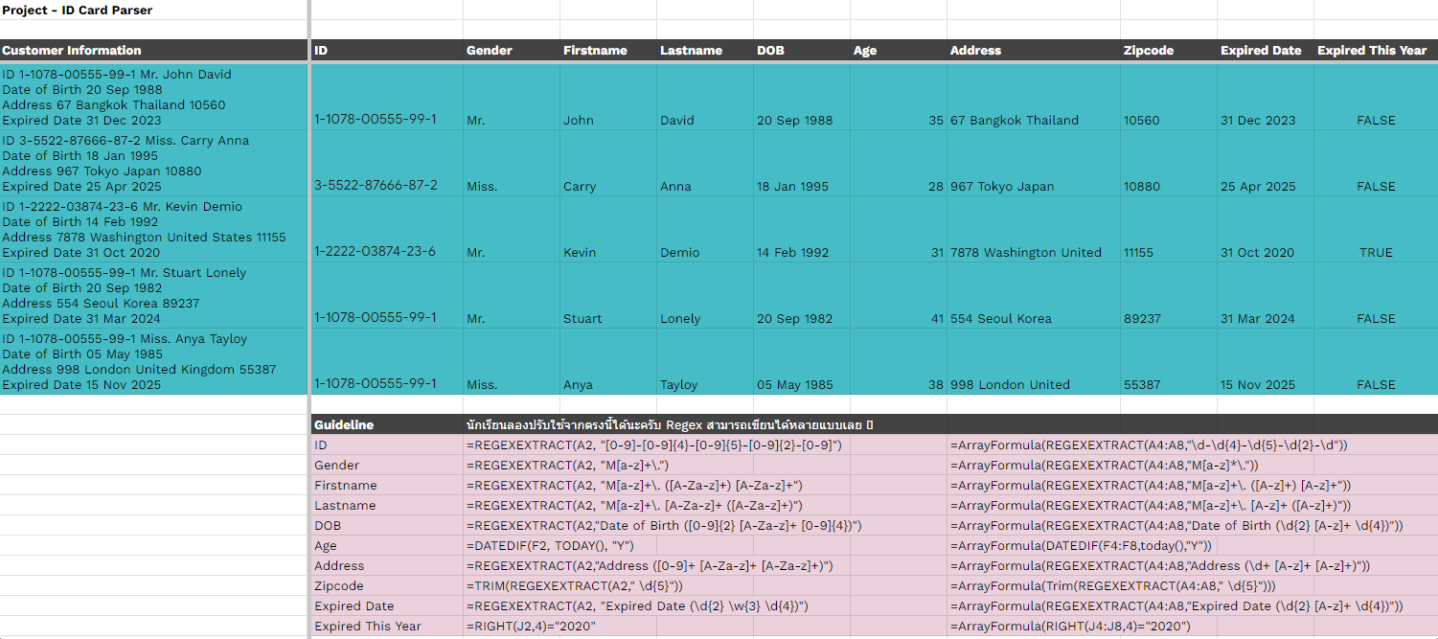 Project - ID Card Parser
Customer Information ID Gender Firstname Lastname DOB Age Address Zipcode Expired Date Expired This Year
ID 1-1078-00555-99-1 Mr. John David
Date of Birth 20 Sep 1988
Address 67 Bangkok Thailand 10560
Expired Date 31 Dec 2023
1-1078-00555-99-1 Mr. John David 20 Sep 1988 35 67 Bangkok Thailand 10560 31 Dec 2023 FALSE
ID 3-5522-87666-87-2 Miss. Carry Anna
Date of Birth 18 Jan 1995
Address 967 Tokyo Japan 10880
Expired Date 25 Apr 2025
3-5522-87666-87-2 Miss. Carry Anna 18 Jan 1995 28 967 Tokyo Japan 10880 25 Apr 2025 FALSE
ID 1-2222-03874-23-6 Mr. Kevin Demio
Date of Birth 14 Feb 1992
Address 7878 Washington United States 11155
Expired Date 31 Oct 2020
1-2222-03874-23-6 Mr. Kevin Demio 14 Feb 1992 31 7878 Washington United 11155 31 Oct 2020 TRUE
ID 1-1078-00555-99-1 Mr. Stuart Lonely
Date of Birth 20 Sep 1982
Address 554 Seoul Korea 89237
Expired Date 31 Mar 2024
1-1078-00555-99-1 Mr. Stuart Lonely 20 Sep 1982 41 554 Seoul Korea 89237 31 Mar 2024 FALSE
ID 1-1078-00555-99-1 Miss. Anya Tayloy
Date of Birth 05 May 1985
Address 998 London United Kingdom 55387
Expired Date 15 Nov 2025
1-1078-00555-99-1 Miss. Anya Tayloy 05 May 1985 38 998 London United 55387 15 Nov 2025 FALSE
Guideline นักเรียนลองปรับใช้จากตรงนี้ได้นะครับ Regex สามารถเขียนได้หลายแบบเลย
ID =REGEXEXTRACT(A2, "[0-9]-[0-9]{4}-[0-9]{5}-[0-9]{2}-[0-9]") =ArrayFormula(REGEXEXTRACT(A4:A8,"\d-\d{4}-\d{5}-\d{2}-\d"))
Gender =REGEXEXTRACT(A2, "M[a-z]+\.") =ArrayFormula(REGEXEXTRACT(A4:A8,"M[a-z]*\."))
Firstname =REGEXEXTRACT(A2, "M[a-z]+\. ([A-Za-z]+) [A-Za-z]+") =ArrayFormula(REGEXEXTRACT(A4:A8,"M[a-z]+\. ([A-z]+) [A-z]+"))
Lastname =REGEXEXTRACT(A2, "M[a-z]+\. [A-Za-z]+ ([A-Za-z]+)") =ArrayFormula(REGEXEXTRACT(A4:A8,"M[a-z]+\. [A-z]+ ([A-z]+)"))
DOB =REGEXEXTRACT(A2,"Date of Birth ([0-9]{2} [A-Za-z]+ [0-9]{4})") =ArrayFormula(REGEXEXTRACT(A4:A8,"Date of Birth (\d{2} [A-z]+ \d{4})"))
Age =DATEDIF(F2, TODAY(), "Y") =ArrayFormula(DATEDIF(F4:F8,today(),"Y"))
Address =REGEXEXTRACT(A2,"Address ([0-9]+ [A-Za-z]+ [A-Za-z]+)") =ArrayFormula(REGEXEXTRACT(A4:A8,"Address (\d+ [A-z]+ [A-z]+)"))
Zipcode =TRIM(REGEXEXTRACT(A2," \d{5}")) =ArrayFormula(Trim(REGEXEXTRACT(A4:A8," \d{5}")))
Expired Date =REGEXEXTRACT(A2, "Expired Date (\d{2} \w{3} \d{4})") =ArrayFormula(REGEXEXTRACT(A4:A8,"Expired Date (\d{2} [A-z]+ \d{4})"))
Expired This Year =RIGHT(J2,4)="2020" =ArrayFormula(RIGHT(J4:J8,4)="2020")